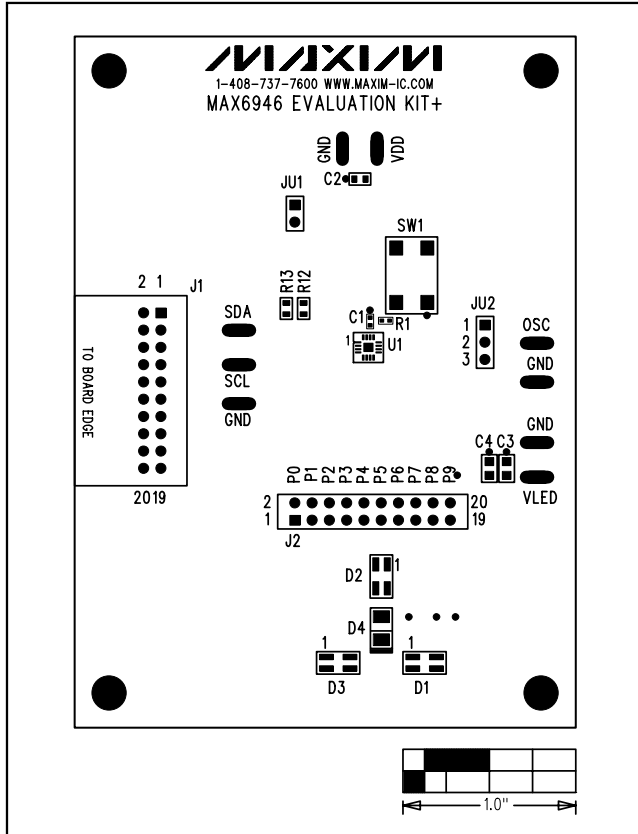 MAXIM
1-408-737-7600 WWW.MAXIM-IC.COM
MAX6946 EVALUATION KIT+
GND
VDD
C2
JU1
SW1
2 1
J1
R13
R12
SDA
C1
R1
JU2
1
OSC
1
U1
2
TO BOARD EDGE
SCL
3
GND
GND
GND
C4 C3
P0
P1
P2
P3
P4
P5
P6
P7
P8
P9
2019
2
20
VLED
1
19
J2
D2
1
D4
1
1
D3
D1
1.0"